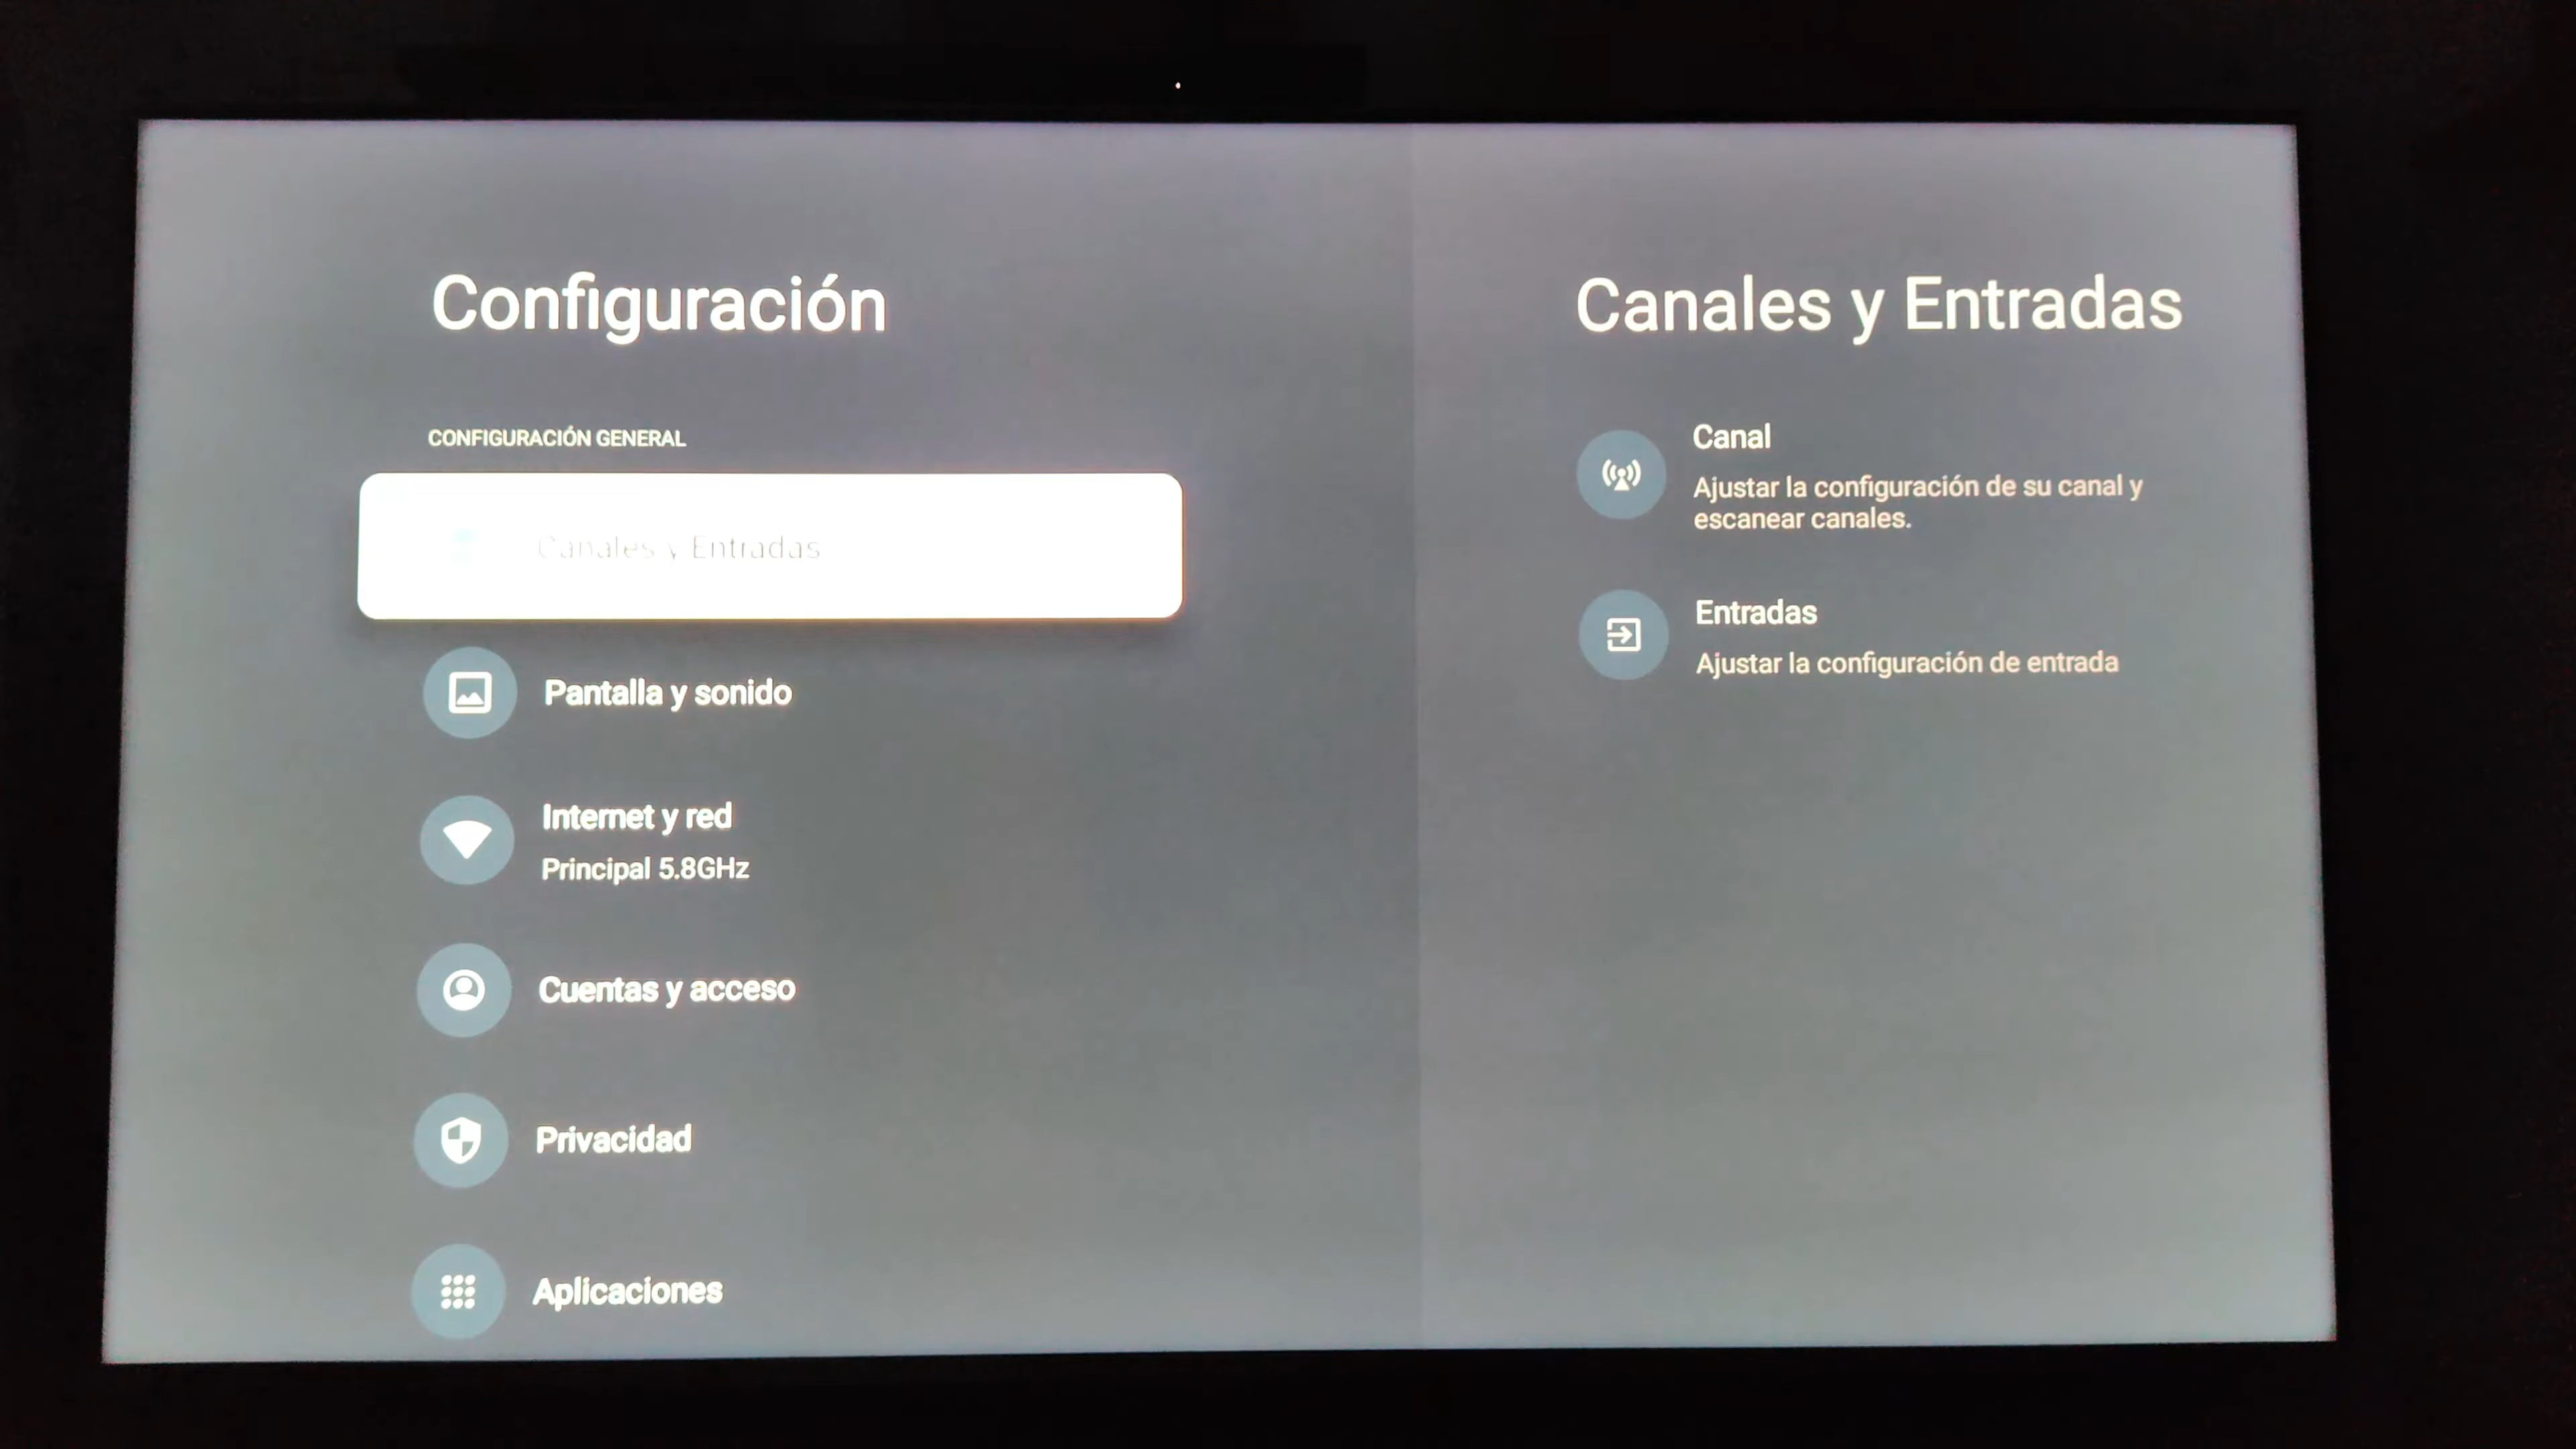 Configuración
CONFIGURACIÓN GENERAL
Canales y Entradas
Pantalla y sonido
Internet y red
Principal 5.8GHz
Cuentas y acceso
Privacidad
Aplicaciones
Canales y Entradas
Canal
Ajustar la configuración de su canal y
escanear canales.
Entradas
Ajustar la configuración de entrada